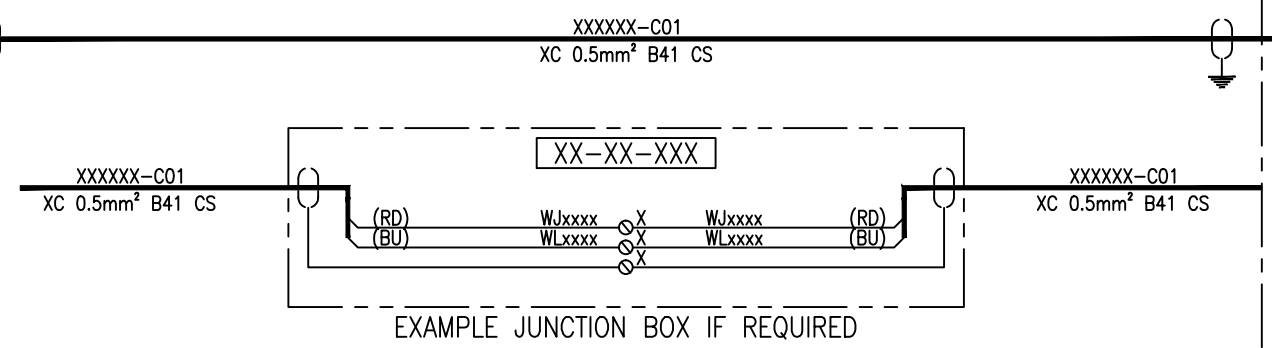 XXXXXX-C01
XC 0.5mm² B41 CS
XX-XX-XXX
XXXXXX-C01
XC 0.5mm² B41 CS
XXXXXX-C01
XC 0.5mm² B41 CS
(RD) WJxxxx X WJxxxx (RD)
(BU) WLxxxx X WLxxxx (BU)
X
EXAMPLE JUNCTION BOX IF REQUIRED